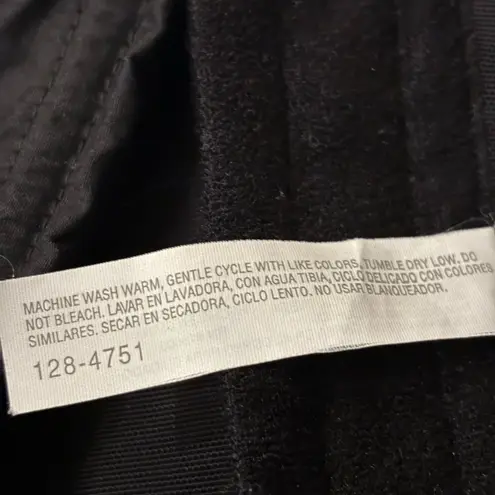 MACHINE WASH WARM, GENTLE CYCLE WITH LIKE COLORS, TUMBLE DRY LOW. DO
NOT BLEACH. LAVAR EN LAVADORA, CON AGUA TIBIA, CICLO DELICADO CON COLORES
SIMILARES. SECAR EN SECADORA, CICLO LENTO. NO USAR BLANQUEADOR.
128-4751